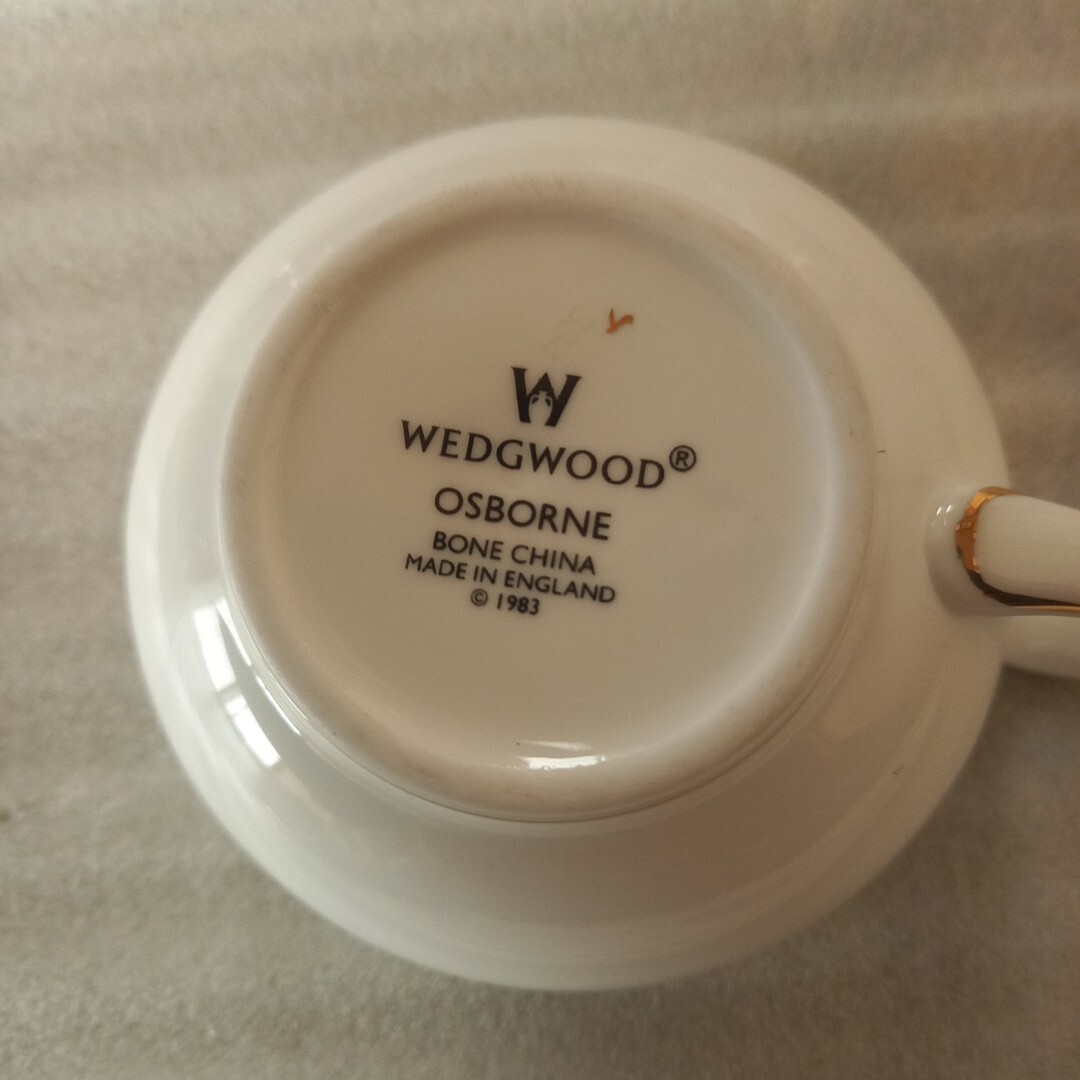 W
WEDGWOOD®
OSBORNE
BONE CHINA
MADE IN ENGLAND
© 1983